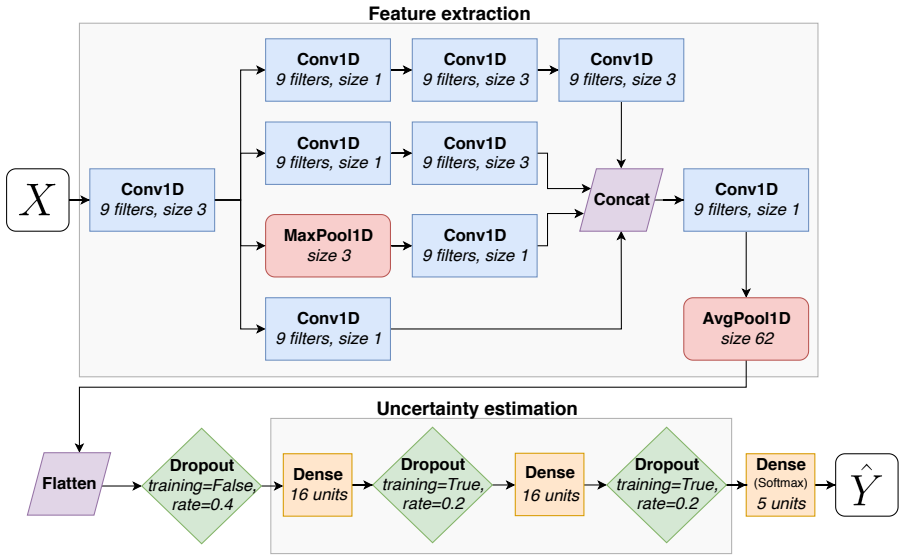 Feature extraction
Conv1D
9 filters, size 1
Conv1D
9 filters, size 3
Conv1D
9 filters, size 3
Conv1D
9 filters, size 1
Conv1D
9 filters, size 3
X
Conv1D
9 filters, size 3
Concat
Conv1D
9 filters, size 1
MaxPool1D
size 3
Conv1D
9 filters, size 1
Conv1D
9 filters, size 1
AvgPool1D
size 62
Uncertainty estimation
Flatten
Dropout
training=False,
rate=0.4
Dense
16 units
Dropout
training=True,
rate=0.2
Dense
16 units
Dropout
training=True,
rate=0.2
Dense
(Softmax)
5 units
Ŷ